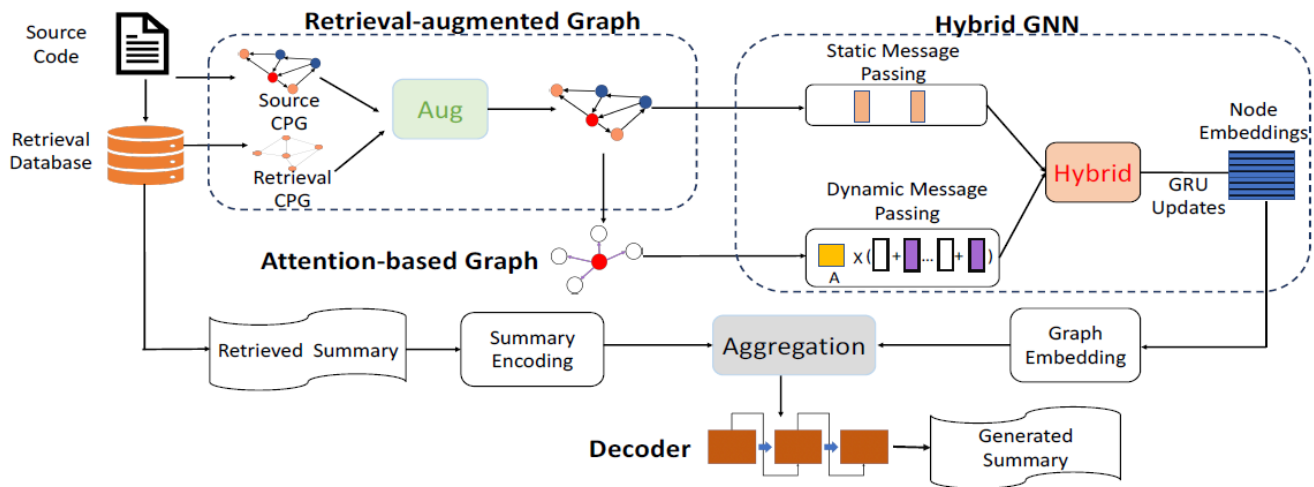 Retrieval-augmented Graph
Hybrid GNN
Source
Code
Static Message
Passing
Source
CPG
Aug
Node
Embeddings
Retrieval
Database
Retrieval
CPG
Hybrid
GRU
Updates
Dynamic Message
Passing
Attention-based Graph
A x ( + ... + )
Retrieved Summary
Summary
Encoding
Aggregation
Graph
Embedding
Decoder
Generated
Summary